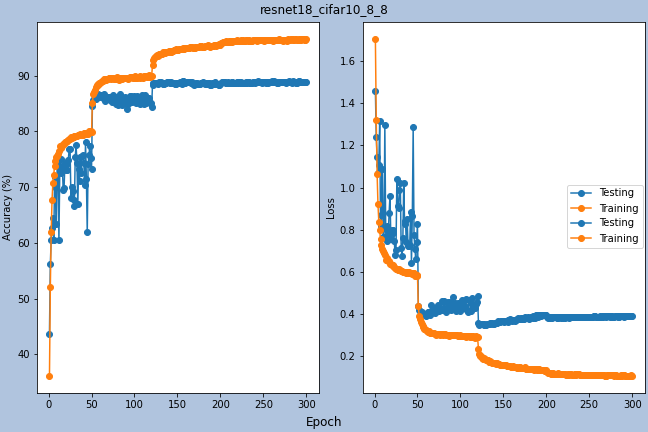 resnet18_cifar10_8_8
Accuracy (%)
90
80
70
60
50
40
0 50 100 150 200 250 300
Loss
1.6
1.4
1.2
1.0
0.8
0.6
0.4
0.2
0 50 100 150 200 250 300
Testing
Training
Testing
Training
Epoch